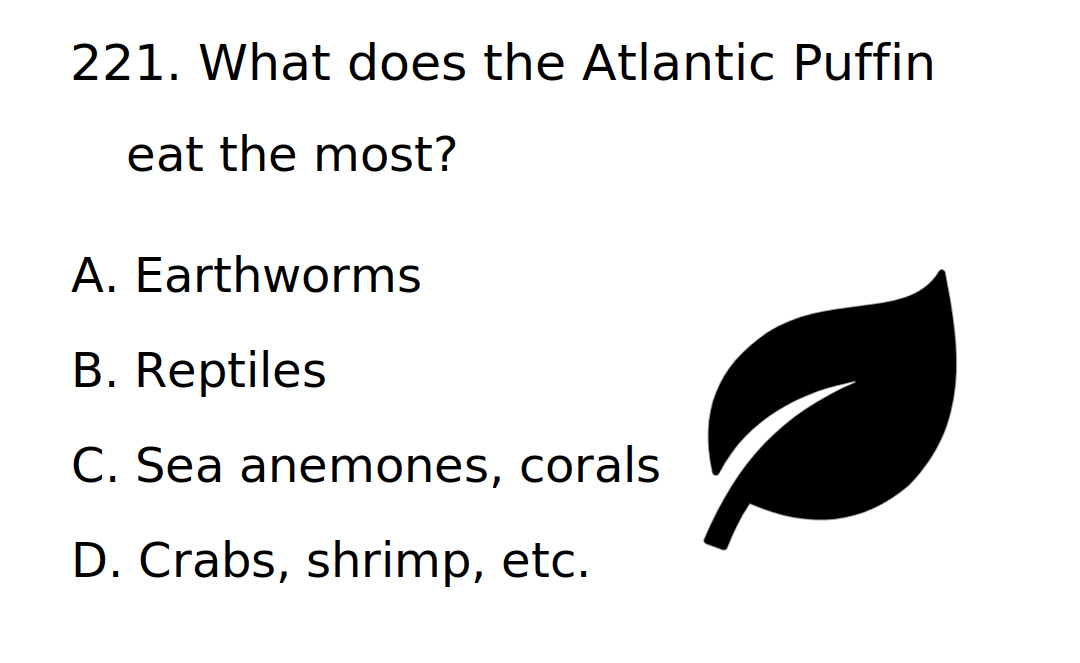 221. What does the Atlantic Puffin
eat the most?
A. Earthworms
B. Reptiles
C. Sea anemones, corals
D. Crabs, shrimp, etc.